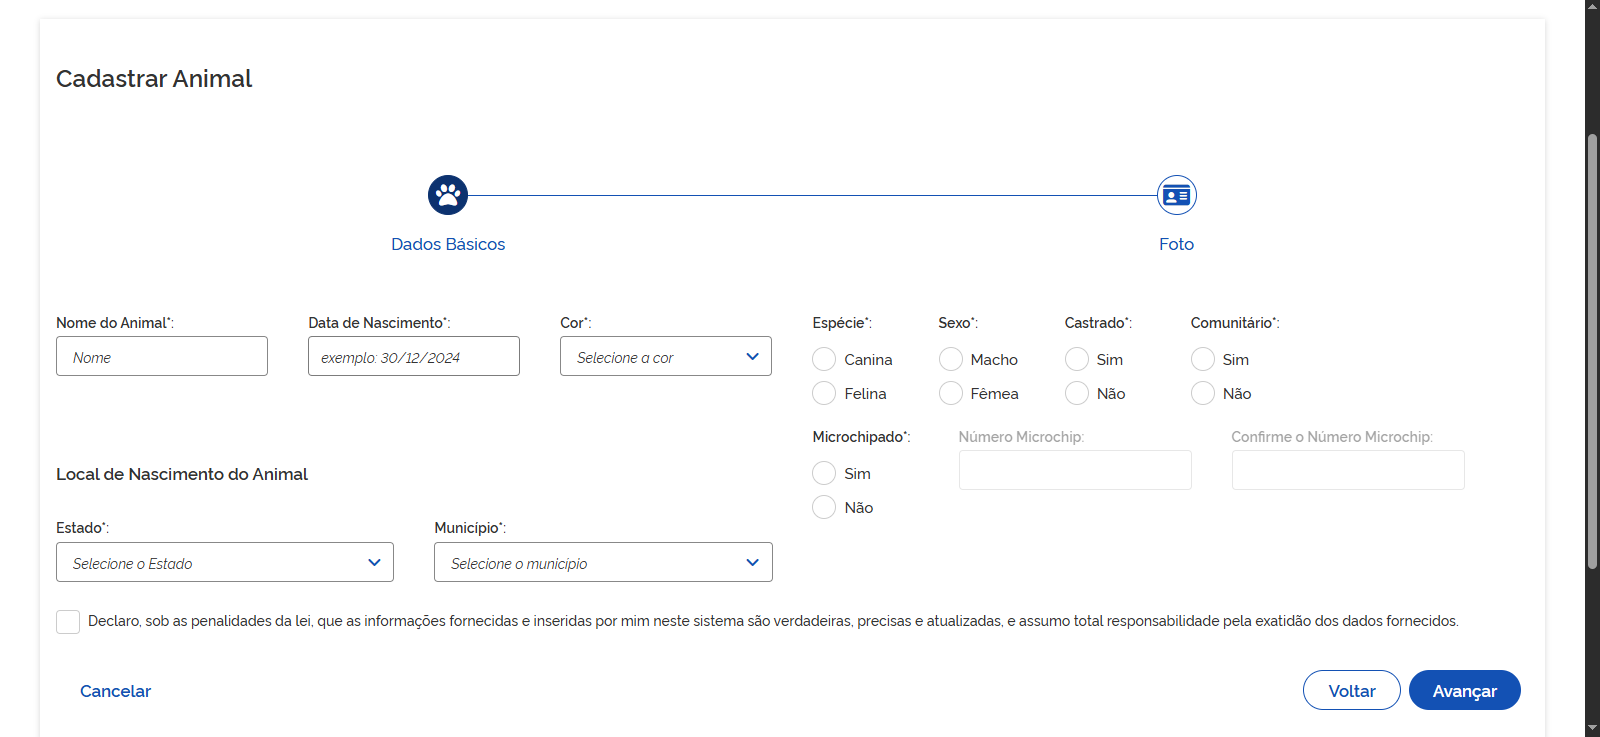 Cadastrar Animal
Dados Básicos
Foto
Nome do Animal*:
Nome
Data de Nascimento*:
exemplo: 30/12/2024
Cor*:
Selecione a cor
Espécie*:
Canina
Felina
Sexo*:
Macho
Fêmea
Castrado*:
Sim
Não
Comunitário*:
Sim
Não
Microchipado*:
Sim
Não
Número Microchip:
Confirme o Número Microchip:
Local de Nascimento do Animal
Estado*:
Selecione o Estado
Município*:
Selecione o município
Declaro, sob as penalidades da lei, que as informações fornecidas e inseridas por mim neste sistema são verdadeiras, precisas e atualizadas, e assumo total responsabilidade pela exatidão dos dados fornecidos.
Cancelar
Voltar
Avançar